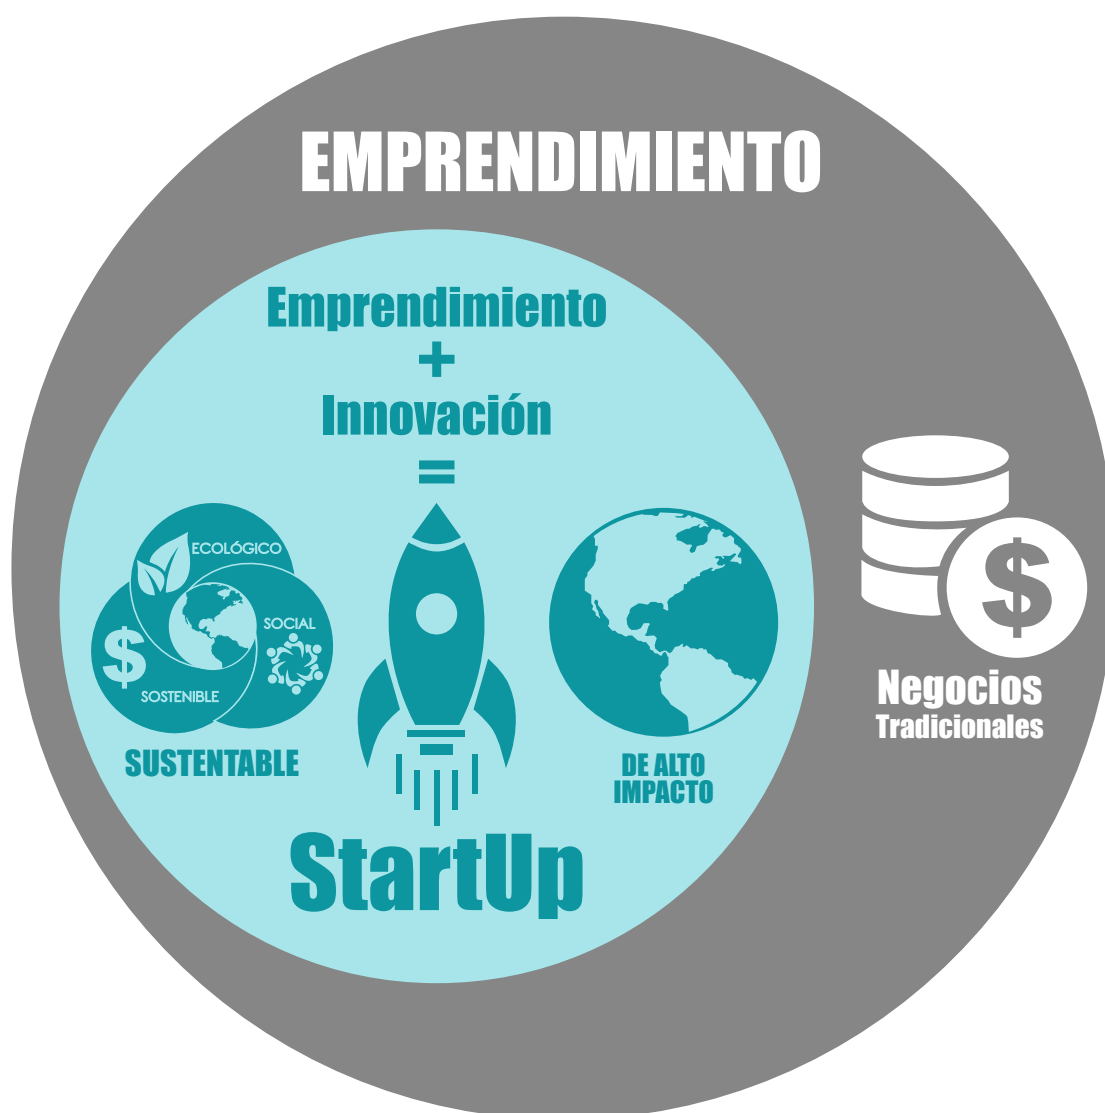 EMPRENDIMIENTO
Emprendimiento
+
Innovación
=
ECOLÓGICO
SOCIAL
$
SOSTENIBLE
SUSTENTABLE
DE ALTO
IMPACTO
StartUp
$
Negocios
Tradicionales